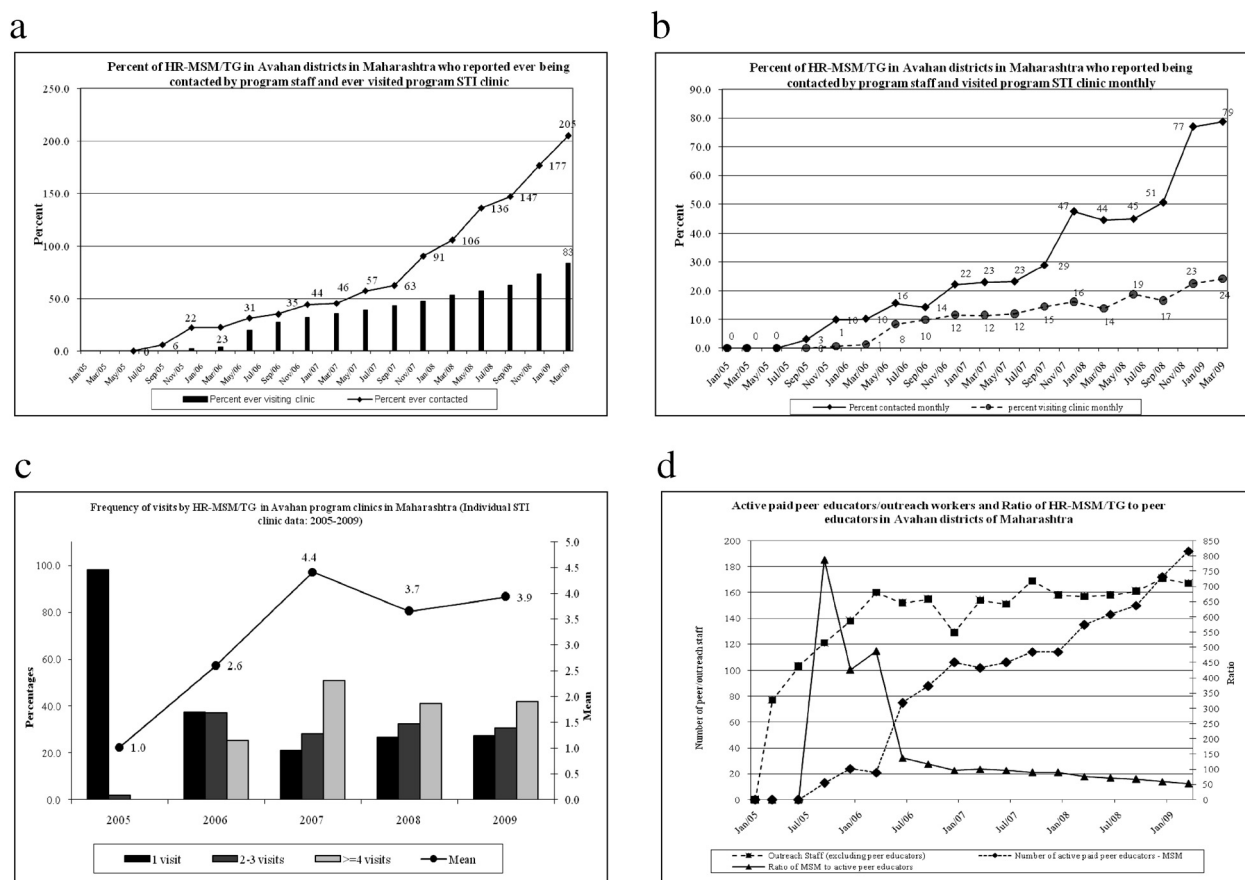 a
Percent of HR-MSM/TG in Avahan districts in Maharashtra who reported ever being
contacted by program staff and ever visited program STI clinic
250.0
200.0
150.0
100.0
50.0
0.0
Percent
0
6
22
23
31
35
44
46
57
63
91
106
136
147
177
205
83
Jan/05
Mar/05
May/05
Jul/05
Sep/05
Nov/05
Jan/06
Mar/06
May/06
Jul/06
Sep/06
Nov/06
Jan/07
Mar/07
May/07
Jul/07
Sep/07
Nov/07
Jan/08
Mar/08
May/08
Jul/08
Sep/08
Nov/08
Jan/09
Mar/09
Percent ever visiting clinic
Percent ever contacted
b
Percent of HR-MSM/TG in Avahan districts in Maharashtra who reported being
contacted by program staff and visited program STI clinic monthly
90.0
80.0
70.0
60.0
50.0
40.0
30.0
20.0
10.0
0.0
Percent
0
0
0
3
10
10
16
14
22
23
23
29
47
44
45
51
77
79
1
1
8
10
12
12
12
15
16
14
19
17
23
24
Jan/05
Mar/05
May/05
Jul/05
Sep/05
Nov/05
Jan/06
Mar/06
May/06
Jul/06
Sep/06
Nov/06
Jan/07
Mar/07
May/07
Jul/07
Sep/07
Nov/07
Jan/08
Mar/08
May/08
Jul/08
Sep/08
Nov/08
Jan/09
Mar/09
Percent contacted monthly
percent visiting clinic monthly
c
Frequency of visits by HR-MSM/TG in Avahan program clinics in Maharashtra (Individual STI
clinic data: 2005-2009)
100.0
80.0
60.0
40.0
20.0
0.0
Percentages
5.0
4.5
4.0
3.5
3.0
2.5
2.0
1.5
1.0
0.5
0.0
Mean
1.0
2.6
4.4
3.7
3.9
2005
2006
2007
2008
2009
1 visit
2-3 visits
>=4 visits
Mean
d
Active paid peer educators/outreach workers and Ratio of HR-MSM/TG to peer
educators in Avahan districts of Maharashtra
200
180
160
140
120
100
80
60
40
20
0
Number of peer/outreach staff
850
800
750
700
650
600
550
500
450
400
350
300
250
200
150
100
50
0
Ratio
Jan/05
Jul/05
Jan/06
Jul/06
Jan/07
Jul/07
Jan/08
Jul/08
Jan/09
Outreach Staff (excluding peer educators)
Number of active paid peer educators - MSM
Ratio of MSM to active peer educators